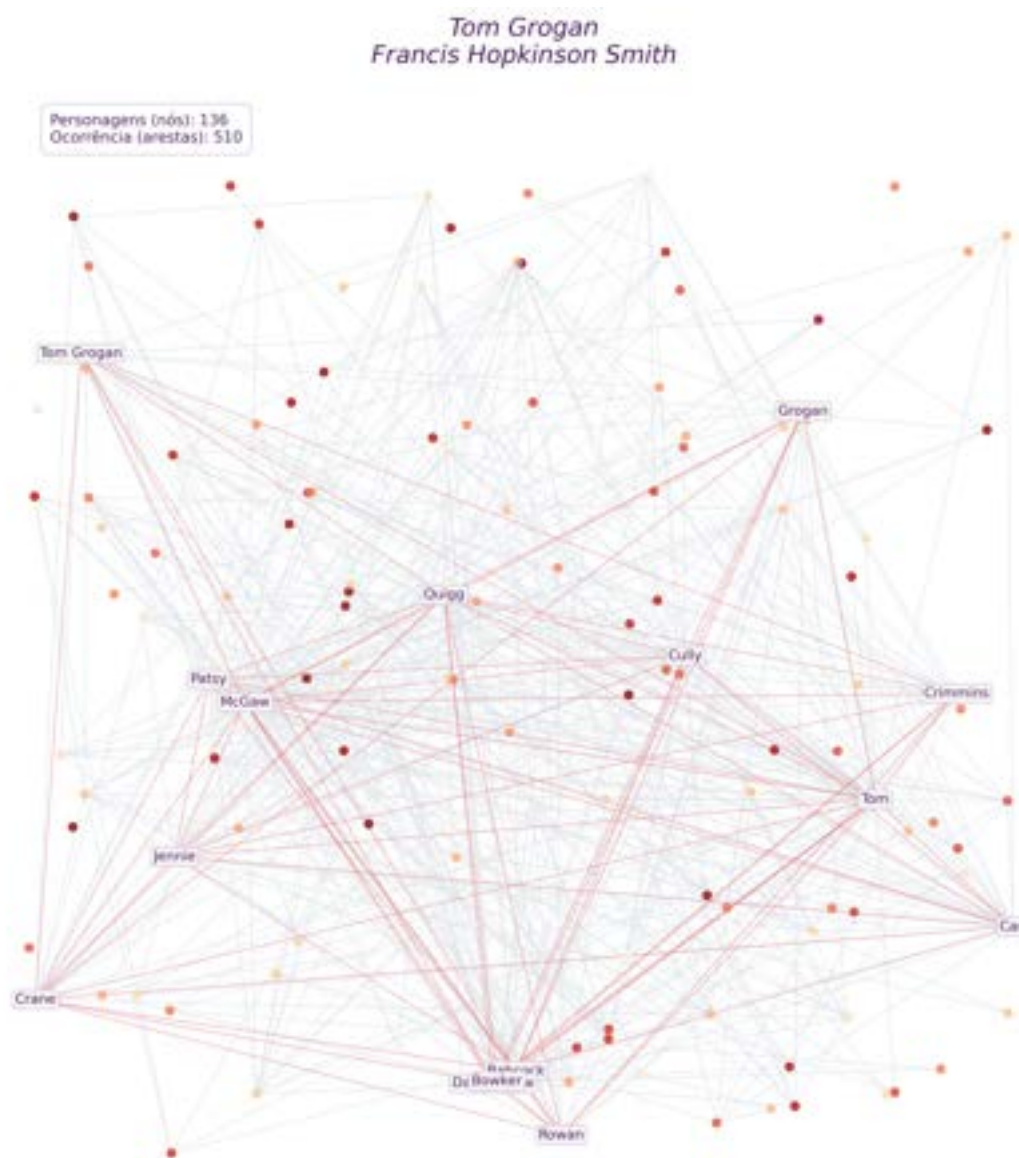 Tom Grogan
Francis Hopkinson Smith
Personagens (nós): 136
Ocorrência (arestas): 510
Tom Grogan
Grogan
Quigg
Cully
Patsy
McGaw
Crimmins
Tom
Jennie
Ca
Crane
Bowker
Rowan